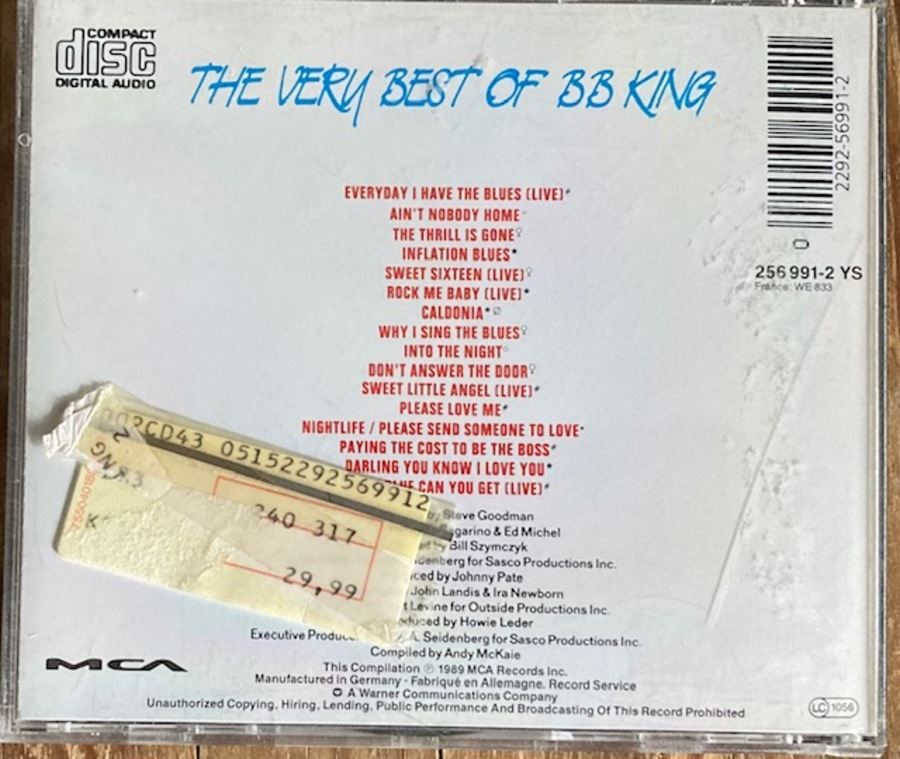 COMPACT
disc
DIGITAL AUDIO
THE VERY BEST OF BB KING
2292-56991-2
256 991-2 YS
France: WE 833
EVERYDAY I HAVE THE BLUES (LIVE)*
AIN'T NOBODY HOME
THE THRILL IS GONE♀
INFLATION BLUES*
SWEET SIXTEEN (LIVE)♀
ROCK ME BABY (LIVE)*
CALDONIA*∅
WHY I SING THE BLUES♀
INTO THE NIGHT○
DON'T ANSWER THE DOOR♀
SWEET LITTLE ANGEL (LIVE)*
PLEASE LOVE ME*
NIGHTLIFE / PLEASE SEND SOMEONE TO LOVE*
PAYING THE COST TO BE THE BOSS*
DARLING YOU KNOW I LOVE YOU*
CAN YOU GET (LIVE)*
2CD43 05152292569912
KING
240 317
29,99
by Steve Goodman
& Ed Michel
by Bill Szymczyk
for Sasco Productions Inc.
by Johnny Pate
John Landis & Ira Newborn
Levine for Outside Productions Inc.
by Howie Leder
Executive A. Seidenberg for Sasco Productions Inc.
Compiled by Andy McKaie
This Compilation ℗ 1989 MCA Records Inc.
Manufactured in Germany · Fabriqué en Allemagne. Record Service
A Warner Communications Company
Unauthorized Copying, Hiring, Lending, Public Performance And Broadcasting Of This Record Prohibited
MCA
LC 1056